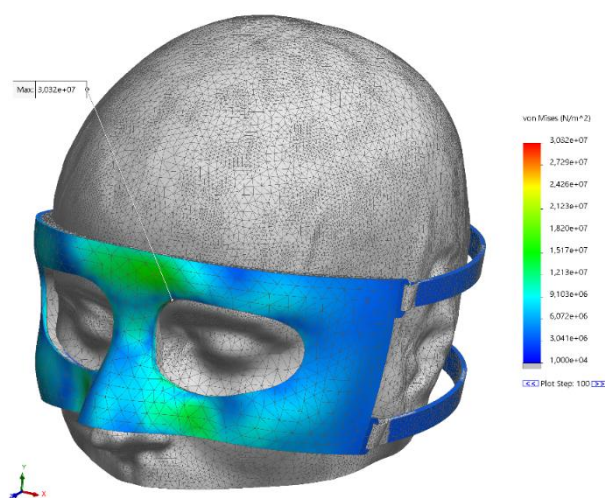 Max: 3,032e+07
von Mises (N/m^2)
3,032e+07
2,729e+07
2,426e+07
2,123e+07
1,820e+07
1,517e+07
1,213e+07
9,103e+06
6,072e+06
3,041e+06
1,000e+04
Plot Step: 100
Y
X